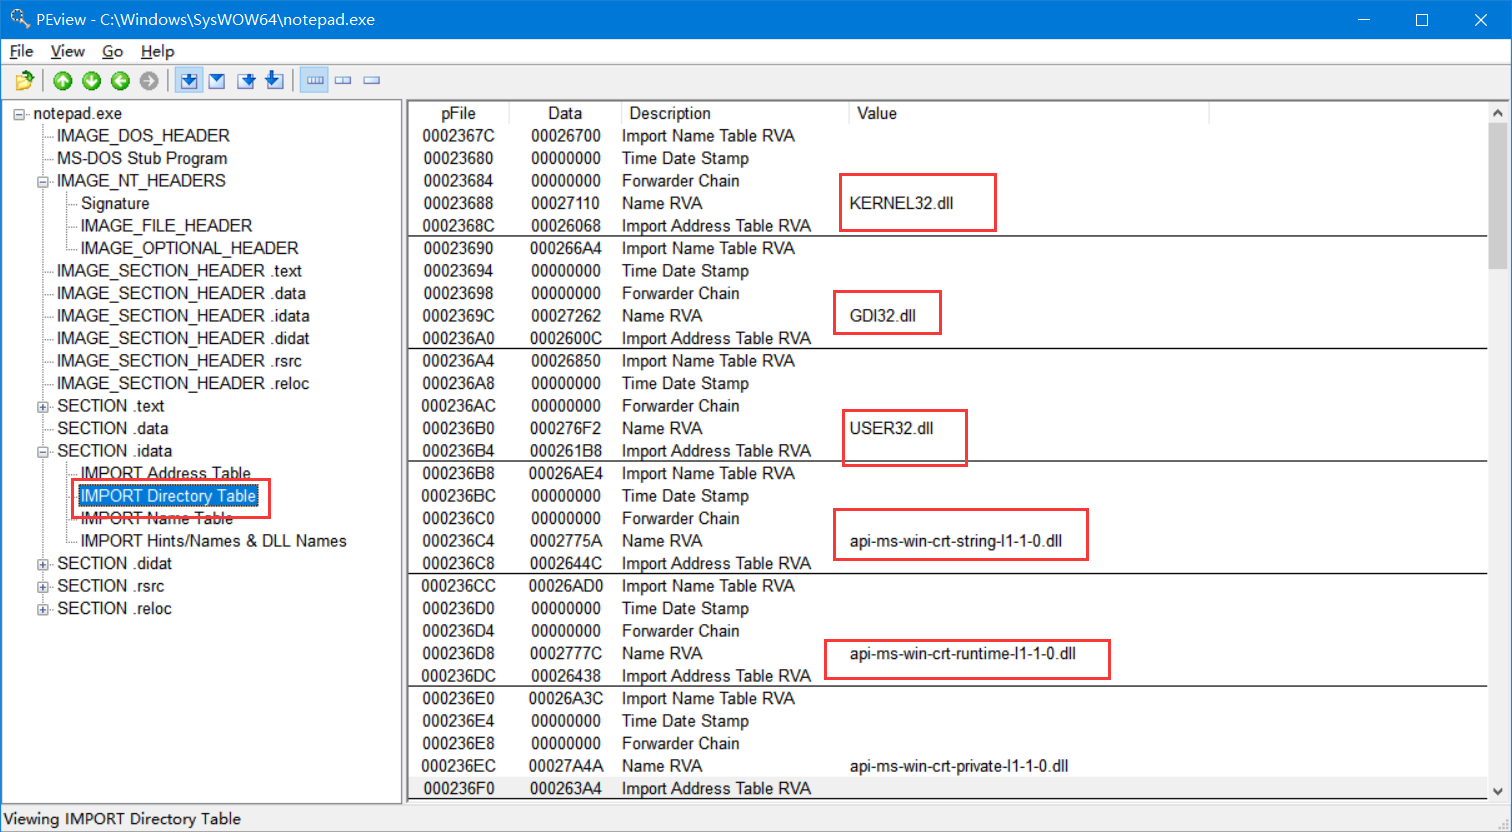 PEview - C:\Windows\SysWOW64\notepad.exe
File View Go Help
notepad.exe
IMAGE_DOS_HEADER
MS-DOS Stub Program
IMAGE_NT_HEADERS
Signature
IMAGE_FILE_HEADER
IMAGE_OPTIONAL_HEADER
IMAGE_SECTION_HEADER .text
IMAGE_SECTION_HEADER .data
IMAGE_SECTION_HEADER .idata
IMAGE_SECTION_HEADER .didat
IMAGE_SECTION_HEADER .rsrc
IMAGE_SECTION_HEADER .reloc
SECTION .text
SECTION .data
SECTION .idata
IMPORT Address Table
IMPORT Directory Table
IMPORT Name Table
IMPORT Hints/Names & DLL Names
SECTION .didat
SECTION .rsrc
SECTION .reloc
pFile Data Description Value
0002367C 00026700 Import Name Table RVA
00023680 00000000 Time Date Stamp
00023684 00000000 Forwarder Chain
00023688 00027110 Name RVA KERNEL32.dll
0002368C 00026068 Import Address Table RVA
00023690 000266A4 Import Name Table RVA
00023694 00000000 Time Date Stamp
00023698 00000000 Forwarder Chain
0002369C 00027262 Name RVA GDI32.dll
000236A0 0002600C Import Address Table RVA
000236A4 00026850 Import Name Table RVA
000236A8 00000000 Time Date Stamp
000236AC 00000000 Forwarder Chain
000236B0 000276F2 Name RVA USER32.dll
000236B4 000261B8 Import Address Table RVA
000236B8 00026AE4 Import Name Table RVA
000236BC 00000000 Time Date Stamp
000236C0 00000000 Forwarder Chain
000236C4 0002775A Name RVA api-ms-win-crt-string-l1-1-0.dll
000236C8 0002644C Import Address Table RVA
000236CC 00026AD0 Import Name Table RVA
000236D0 00000000 Time Date Stamp
000236D4 00000000 Forwarder Chain
000236D8 0002777C Name RVA api-ms-win-crt-runtime-l1-1-0.dll
000236DC 00026438 Import Address Table RVA
000236E0 00026A3C Import Name Table RVA
000236E4 00000000 Time Date Stamp
000236E8 00000000 Forwarder Chain
000236EC 00027A4A Name RVA api-ms-win-crt-private-l1-1-0.dll
000236F0 000263A4 Import Address Table RVA
Viewing IMPORT Directory Table